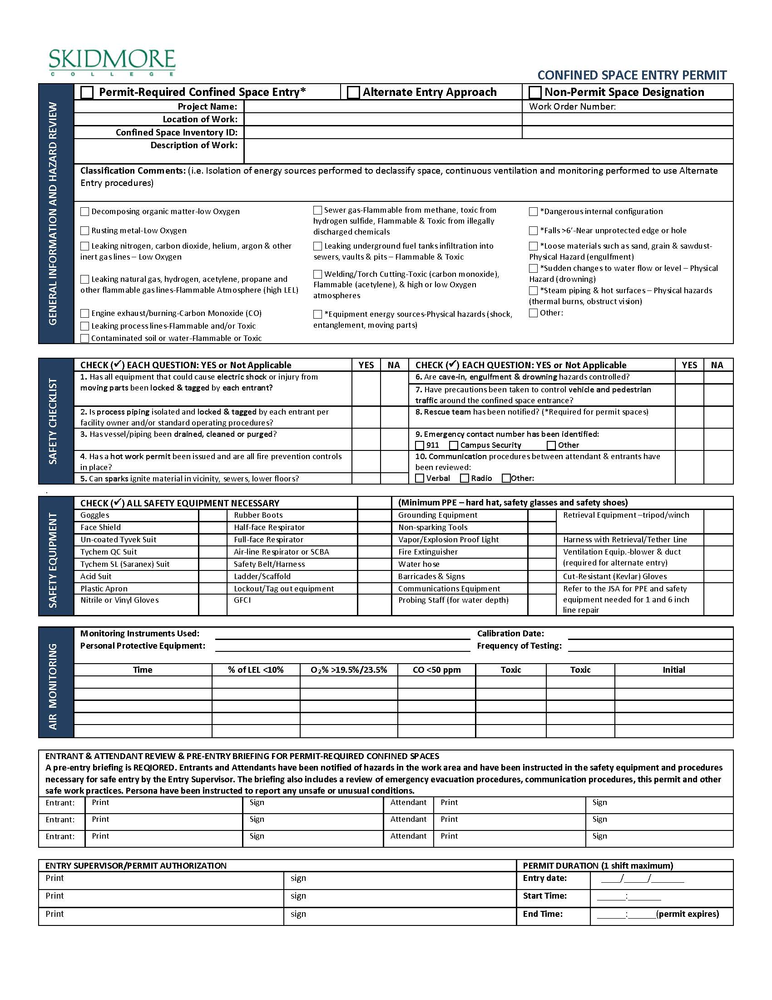 SKIDMORE
COLLEGE
CONFINED SPACE ENTRY PERMIT
GENERAL INFORMATION AND HAZARD REVIEW
Permit-Required Confined Space Entry* Alternate Entry Approach Non-Permit Space Designation
Project Name: Work Order Number:
Location of Work:
Confined Space Inventory ID:
Description of Work:
Classification Comments: (i.e. Isolation of energy sources performed to declassify space, continuous ventilation and monitoring performed to use Alternate
Entry procedures)
Decomposing organic matter-low Oxygen
Rusting metal-Low Oxygen
Leaking nitrogen, carbon dioxide, helium, argon & other
inert gas lines – Low Oxygen
Leaking natural gas, hydrogen, acetylene, propane and
other flammable gas lines-Flammable Atmosphere (high LEL)
Engine exhaust/burning-Carbon Monoxide (CO)
Leaking process lines-Flammable and/or Toxic
Contaminated soil or water-Flammable or Toxic
Sewer gas-Flammable from methane, toxic from
hydrogen sulfide, Flammable & Toxic from illegally
discharged chemicals
Leaking underground fuel tanks infiltration into
sewers, vaults & pits – Flammable & Toxic
Welding/Torch Cutting-Toxic (carbon monoxide),
Flammable (acetylene), & high or low Oxygen
atmospheres
*Equipment energy sources-Physical hazards (shock,
entanglement, moving parts)
*Dangerous internal configuration
*Falls >6’-Near unprotected edge or hole
*Loose materials such as sand, grain & sawdust-
Physical Hazard (engulfment)
*Sudden changes to water flow or level – Physical
Hazard (drowning)
*Steam piping & hot surfaces – Physical hazards
(thermal burns, obstruct vision)
Other:
SAFETY CHECKLIST
CHECK (✓) EACH QUESTION: YES or Not Applicable YES NA
1. Has all equipment that could cause electric shock or injury from
moving parts been locked & tagged by each entrant?
2. Is process piping isolated and locked & tagged by each entrant per
facility owner and/or standard operating procedures?
3. Has vessel/piping been drained, cleaned or purged?
4. Has a hot work permit been issued and are all fire prevention controls
in place?
5. Can sparks ignite material in vicinity, sewers, lower floors?
CHECK (✓) EACH QUESTION: YES or Not Applicable YES NA
6. Are cave-in, engulfment & drowning hazards controlled?
7. Have precautions been taken to control vehicle and pedestrian
traffic around the confined space entrance?
8. Rescue team has been notified? (*Required for permit spaces)
9. Emergency contact number has been identified:
911 Campus Security Other
10. Communication procedures between attendant & entrants have
been reviewed:
Verbal Radio Other:
.
SAFETY EQUIPMENT
CHECK (✓) ALL SAFETY EQUIPMENT NECESSARY (Minimum PPE – hard hat, safety glasses and safety shoes)
Goggles
Face Shield
Un-coated Tyvek Suit
Tychem QC Suit
Tychem SL (Saranex) Suit
Acid Suit
Plastic Apron
Nitrile or Vinyl Gloves
Rubber Boots
Half-face Respirator
Full-face Respirator
Air-line Respirator or SCBA
Safety Belt/Harness
Ladder/Scaffold
Lockout/Tag out equipment
GFCI
Grounding Equipment
Non-sparking Tools
Vapor/Explosion Proof Light
Fire Extinguisher
Water hose
Barricades & Signs
Communications Equipment
Probing Staff (for water depth)
Retrieval Equipment –tripod/winch
Harness with Retrieval/Tether Line
Ventilation Equip.-blower & duct
(required for alternate entry)
Cut-Resistant (Kevlar) Gloves
Refer to the JSA for PPE and safety
equipment needed for 1 and 6 inch
line repair
AIR MONITORING
Monitoring Instruments Used: Calibration Date:
Personal Protective Equipment: Frequency of Testing:
Time % of LEL <10% O₂% >19.5%/23.5% CO <50 ppm Toxic Toxic Initial
ENTRANT & ATTENDANT REVIEW & PRE-ENTRY BRIEFING FOR PERMIT-REQUIRED CONFINED SPACES
A pre-entry briefing is REQIORED. Entrants and Attendants have been notified of hazards in the work area and have been instructed in the safety equipment and procedures
necessary for safe entry by the Entry Supervisor. The briefing also includes a review of emergency evacuation procedures, communication procedures, this permit and other
safe work practices. Persona have been instructed to report any unsafe or unusual conditions.
Entrant: Print Sign Attendant Print Sign
Entrant: Print Sign Attendant Print Sign
Entrant: Print Sign Attendant Print Sign
ENTRY SUPERVISOR/PERMIT AUTHORIZATION PERMIT DURATION (1 shift maximum)
Print sign Entry date: ____/_____/_______
Print sign Start Time: ______:_______
Print sign End Time: ______:______(permit expires)